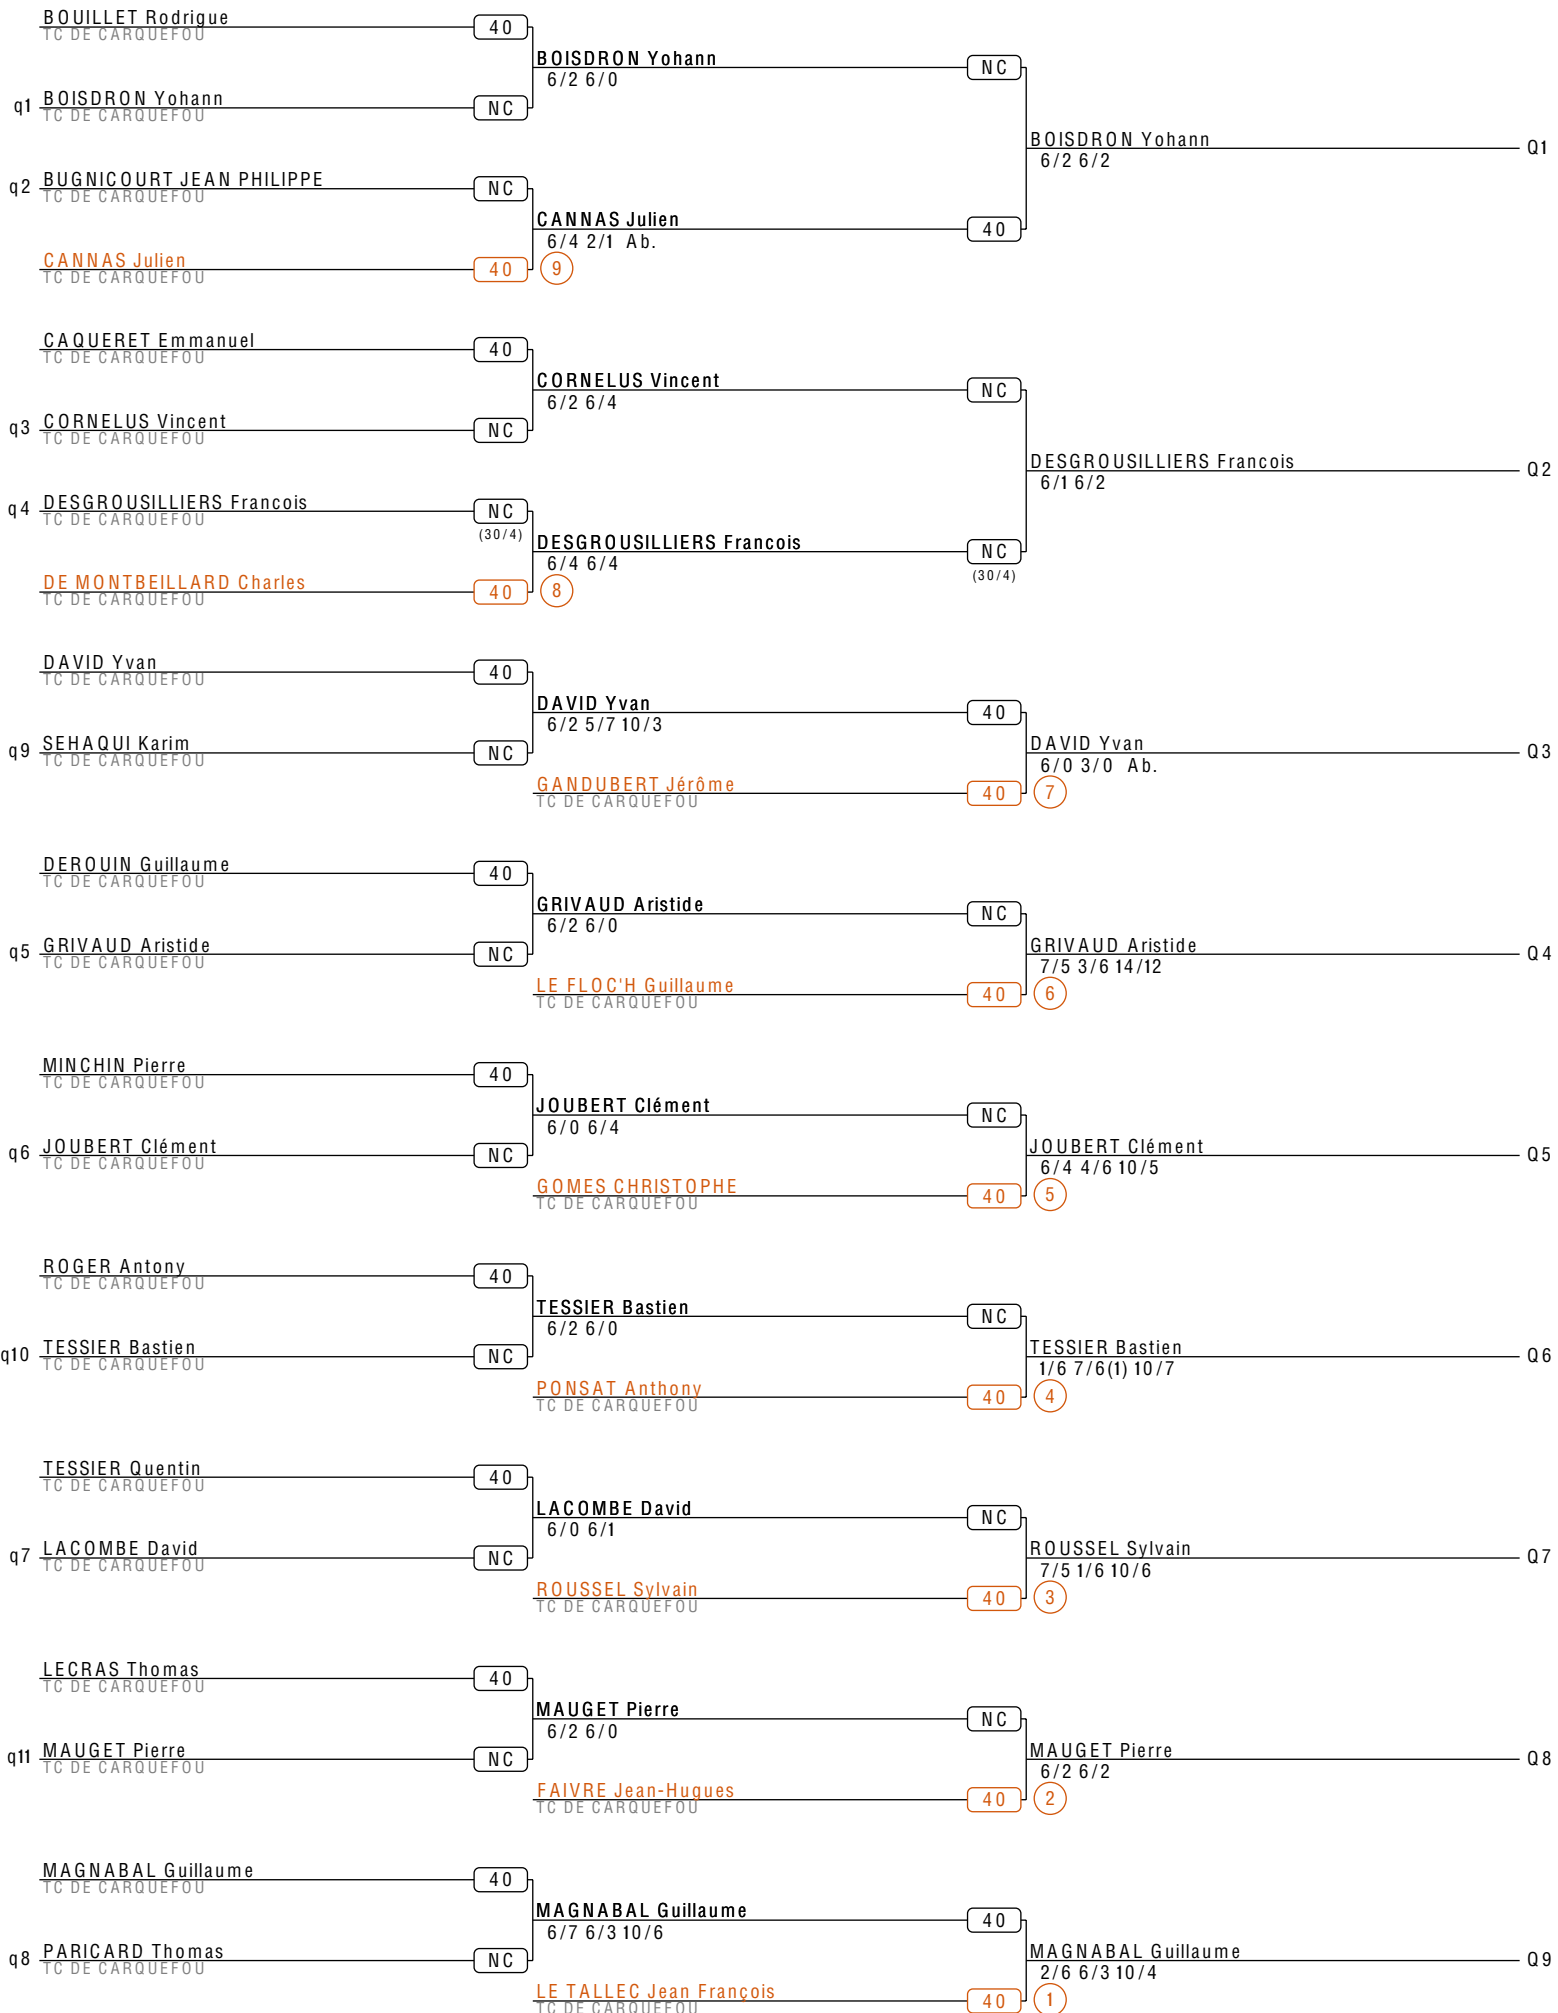 BOUILLET Rodrigue
TC DE CARQUEFOU
40
BOISDRON Yohann
6/2 6/0
NC
q1 BOISDRON Yohann
TC DE CARQUEFOU
NC
BOISDRON Yohann
6/2 6/2
Q1
q2 BUGNICOURT JEAN PHILIPPE
TC DE CARQUEFOU
NC
CANNAS Julien
6/4 2/1 Ab.
40
CANNAS Julien
TC DE CARQUEFOU
40
9
CAQUERET Emmanuel
TC DE CARQUEFOU
40
CORNELUS Vincent
6/2 6/4
NC
q3 CORNELUS Vincent
TC DE CARQUEFOU
NC
DESGROUSILLIERS Francois
6/1 6/2
Q2
q4 DESGROUSILLIERS Francois
TC DE CARQUEFOU
NC
(30/4)
DESGROUSILLIERS Francois
6/4 6/4
NC
(30/4)
DE MONTBEILLARD Charles
TC DE CARQUEFOU
40
8
DAVID Yvan
TC DE CARQUEFOU
40
DAVID Yvan
6/2 5/7 10/3
40
q9 SEHAQUI Karim
TC DE CARQUEFOU
NC
DAVID Yvan
6/0 3/0 Ab.
Q3
GANDUBERT Jérôme
TC DE CARQUEFOU
40
7
DEROUIN Guillaume
TC DE CARQUEFOU
40
GRIVAUD Aristide
6/2 6/0
NC
q5 GRIVAUD Aristide
TC DE CARQUEFOU
NC
GRIVAUD Aristide
7/5 3/6 14/12
Q4
LE FLOC'H Guillaume
TC DE CARQUEFOU
40
6
MINCHIN Pierre
TC DE CARQUEFOU
40
JOUBERT Clément
6/0 6/4
NC
q6 JOUBERT Clément
TC DE CARQUEFOU
NC
JOUBERT Clément
6/4 4/6 10/5
Q5
GOMES CHRISTOPHE
TC DE CARQUEFOU
40
5
ROGER Antony
TC DE CARQUEFOU
40
TESSIER Bastien
6/2 6/0
NC
q10 TESSIER Bastien
TC DE CARQUEFOU
NC
TESSIER Bastien
1/6 7/6(1) 10/7
Q6
PONSAT Anthony
TC DE CARQUEFOU
40
4
TESSIER Quentin
TC DE CARQUEFOU
40
LACOMBE David
6/0 6/1
NC
q7 LACOMBE David
TC DE CARQUEFOU
NC
ROUSSEL Sylvain
7/5 1/6 10/6
Q7
ROUSSEL Sylvain
TC DE CARQUEFOU
40
3
LECRAS Thomas
TC DE CARQUEFOU
40
MAUGET Pierre
6/2 6/0
NC
q11 MAUGET Pierre
TC DE CARQUEFOU
NC
MAUGET Pierre
6/2 6/2
Q8
FAIVRE Jean-Hugues
TC DE CARQUEFOU
40
2
MAGNABAL Guillaume
TC DE CARQUEFOU
40
MAGNABAL Guillaume
6/7 6/3 10/6
40
q8 PARICARD Thomas
TC DE CARQUEFOU
NC
MAGNABAL Guillaume
2/6 6/3 10/4
Q9
LE TALLEC Jean François
TC DE CARQUEFOU
40
1